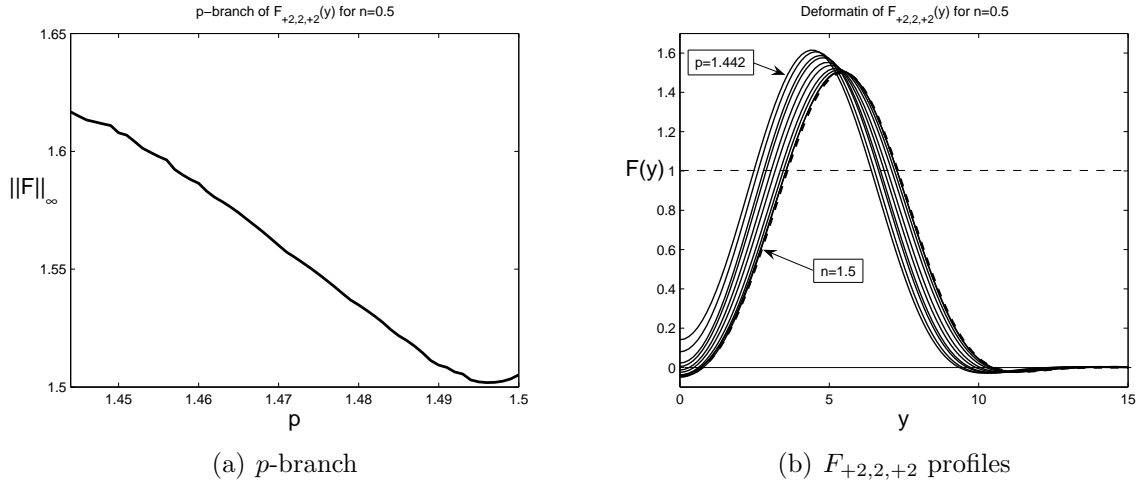 p−branch of F+2,2,+2(y) for n=0.5
1.65
1.6
1.55
1.5
||F||∞
1.45
1.46
1.47
1.48
1.49
1.5
p
(a) p-branch
Deformatin of F+2,2,+2(y) for n=0.5
1.6
1.4
1.2
1
0.8
0.6
0.4
0.2
0
F(y)
p=1.442
n=1.5
0
5
10
15
y
(b) F+2,2,+2 profiles